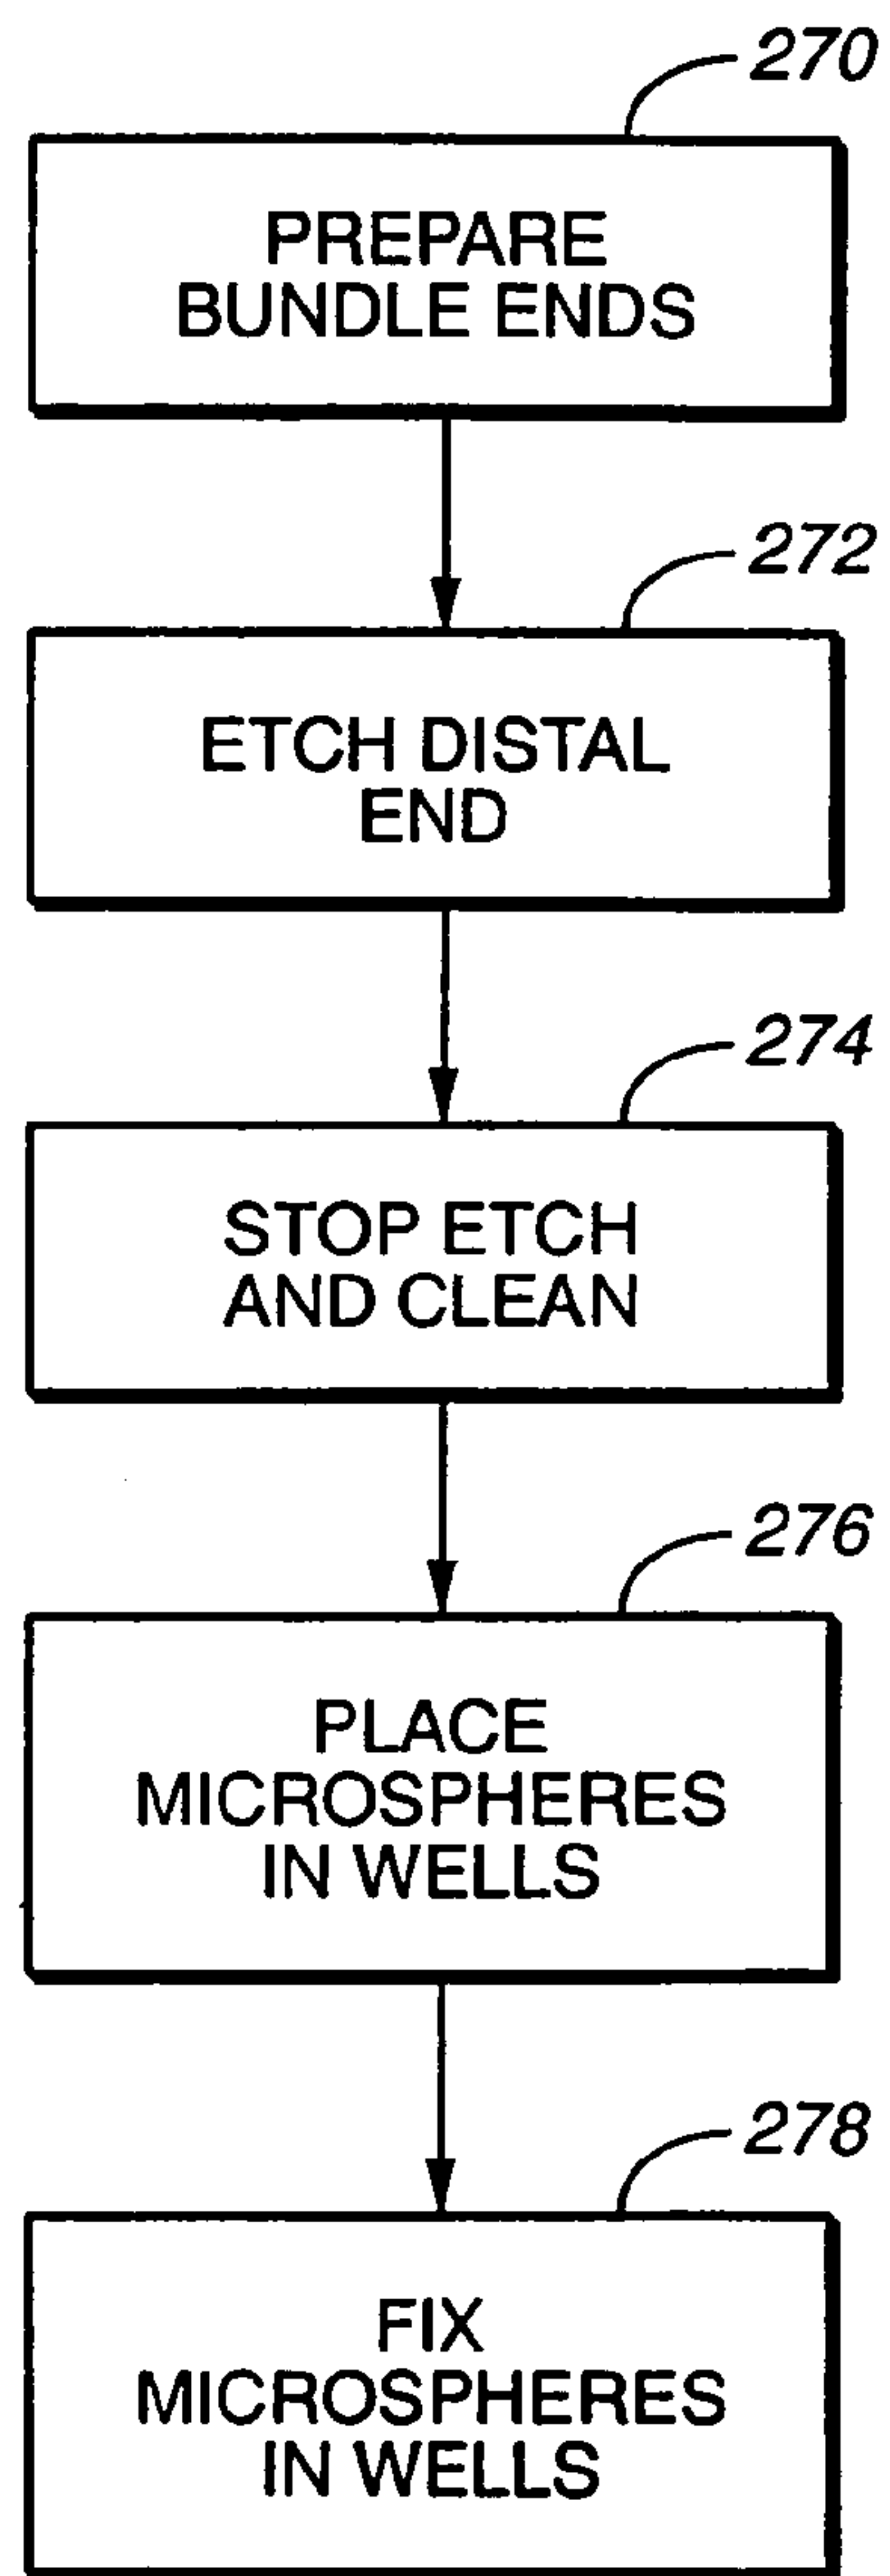 270
PREPARE
BUNDLE ENDS
272
ETCH DISTAL
END
274
STOP ETCH
AND CLEAN
276
PLACE
MICROSPHERES
IN WELLS
278
FIX
MICROSPHERES
IN WELLS